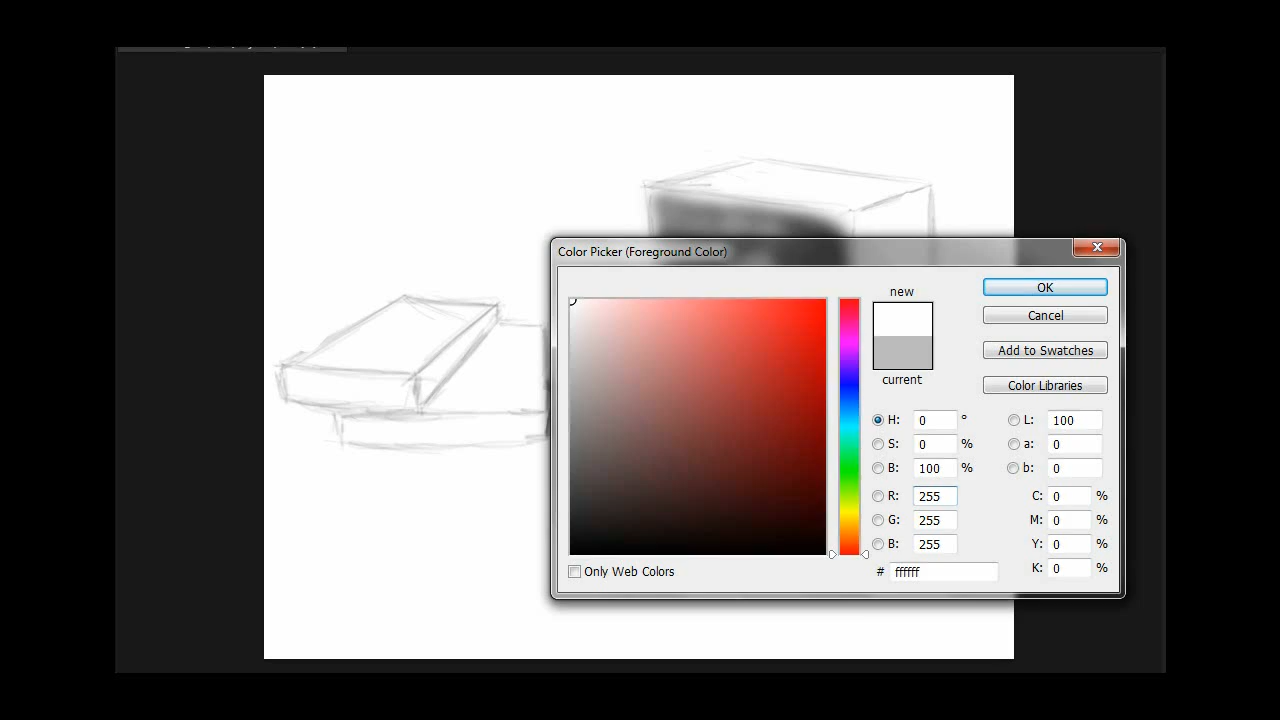 Color Picker (Foreground Color)
new
current
OK
Cancel
Add to Swatches
Color Libraries
H: 0 °
S: 0 %
B: 100 %
R: 255
G: 255
B: 255
# ffffff
L: 100
a: 0
b: 0
C: 0 %
M: 0 %
Y: 0 %
K: 0 %
Only Web Colors